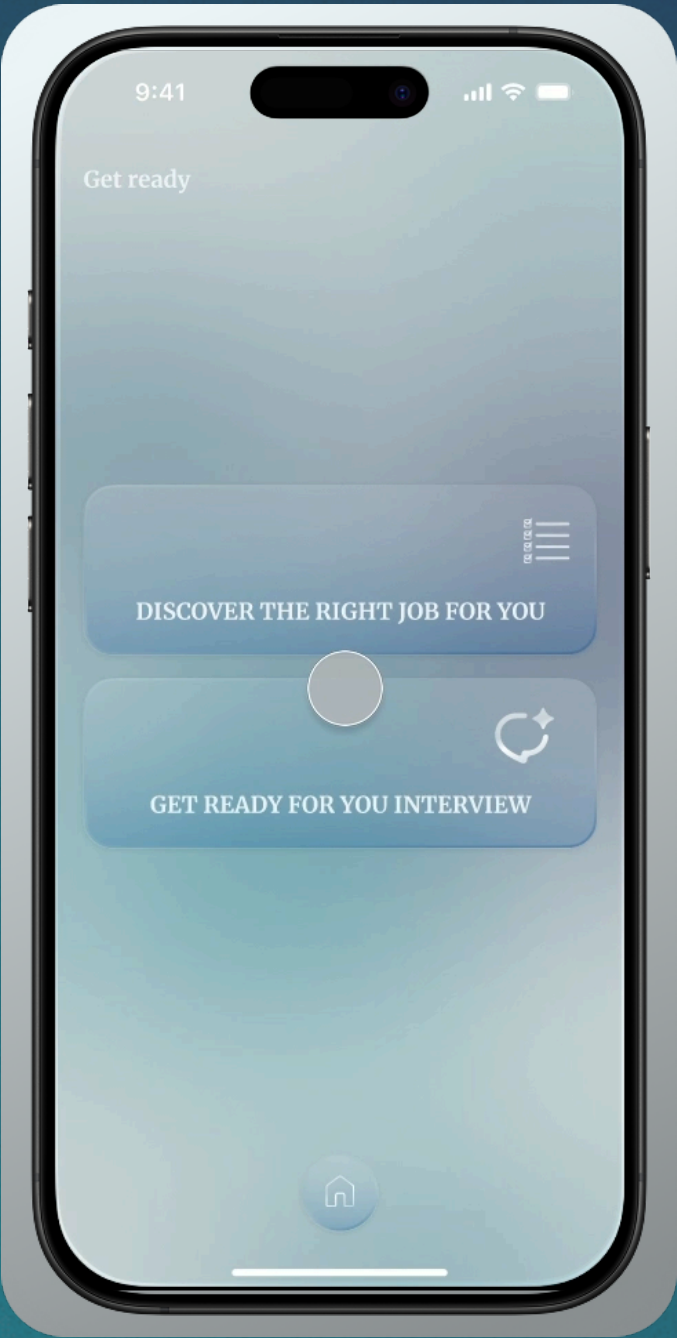 9:41
Get ready
DISCOVER THE RIGHT JOB FOR YOU
GET READY FOR YOU INTERVIEW